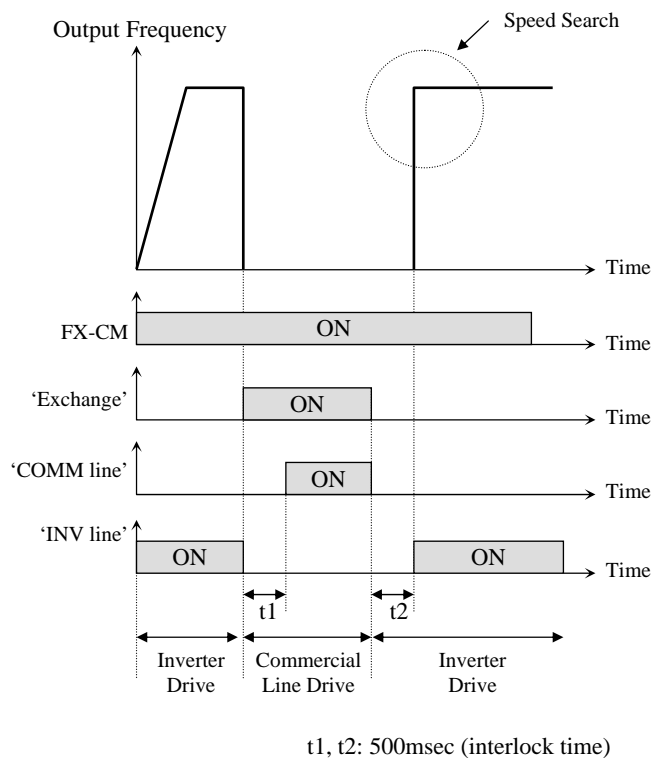 Speed Search
Output Frequency
Time
FX-CM
ON
Time
‘Exchange’
ON
Time
‘COMM line’
ON
Time
‘INV line’
ON
ON
Time
t1
t2
Inverter
Drive
Commercial
Line Drive
Inverter
Drive
t1, t2: 500msec (interlock time)